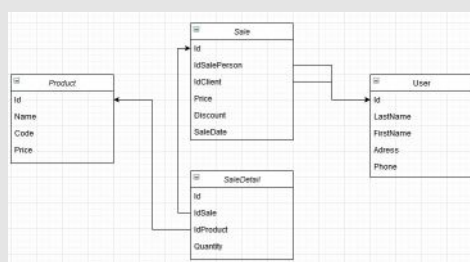 Sale
Id
IdSalePerson
IdClient
Price
Discount
SaleDate
Product
Id
Name
Code
Price
User
Id
LastName
FirstName
Adress
Phone
SaleDetail
Id
IdSale
IdProduct
Quantity